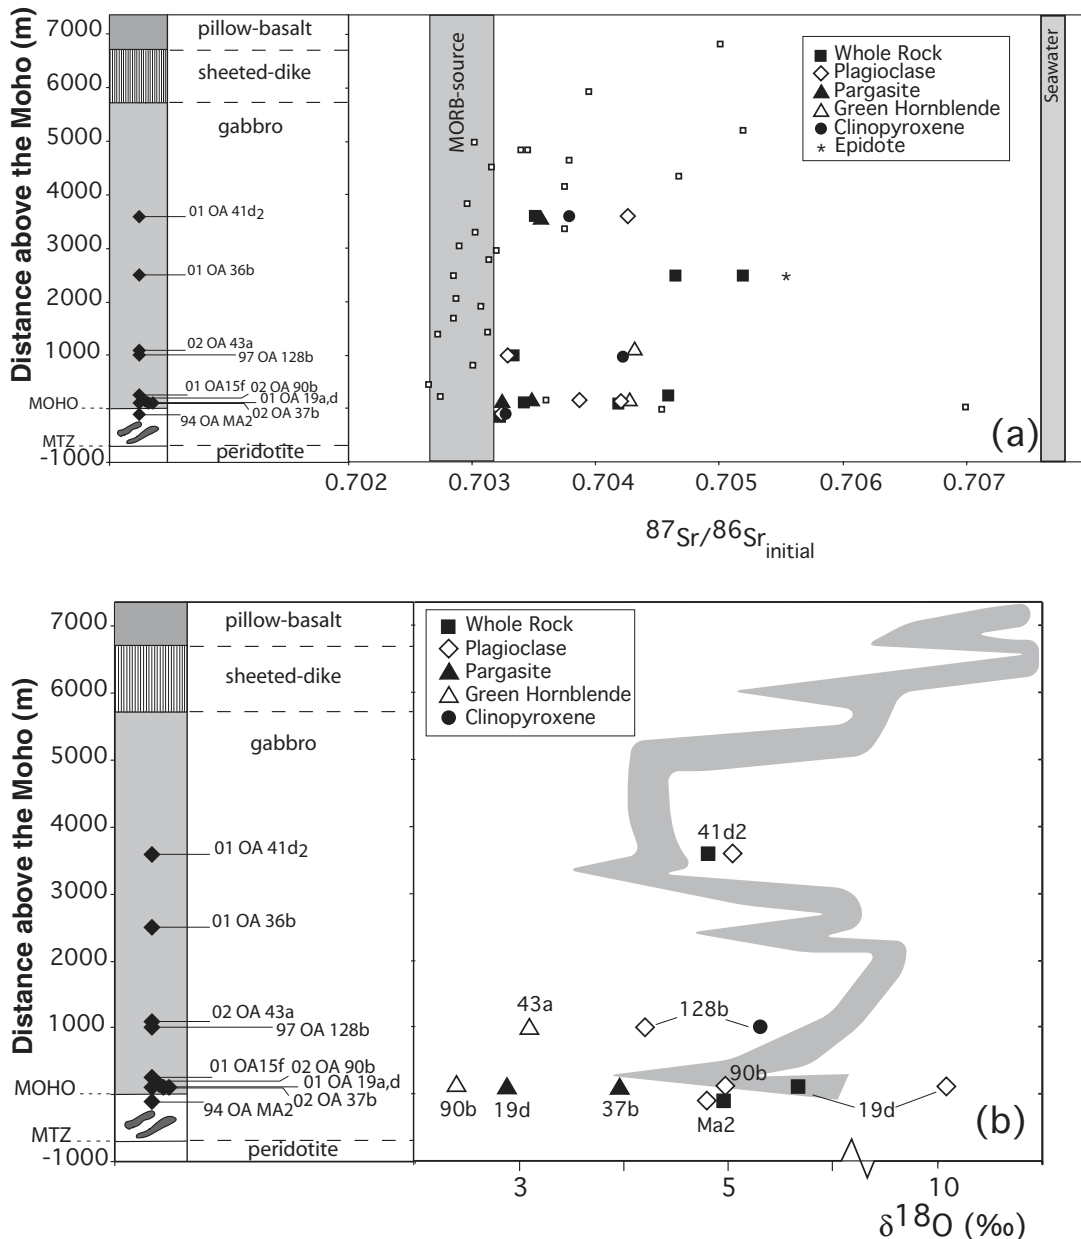 Distance above the Moho (m)
7000
6000
5000
4000
3000
2000
1000
MOHO
MTZ
-1000
pillow-basalt
sheeted-dike
gabbro
01 OA 41d2
01 OA 36b
02 OA 43a
97 OA 128b
01 OA15f
02 OA 90b
01 OA 19a,d
02 OA 37b
94 OA MA2
peridotite
MORB-source
Seawater
Whole Rock
Plagioclase
Pargasite
Green Hornblende
Clinopyroxene
* Epidote
*
(a)
0.702 0.703 0.704 0.705 0.706 0.707
87Sr/86Sr initial
Distance above the Moho (m)
7000
6000
5000
4000
3000
2000
1000
MOHO
MTZ
-1000
pillow-basalt
sheeted-dike
gabbro
01 OA 41d2
01 OA 36b
02 OA 43a
97 OA 128b
01 OA15f
02 OA 90b
01 OA 19a,d
02 OA 37b
94 OA MA2
peridotite
Whole Rock
Plagioclase
Pargasite
Green Hornblende
Clinopyroxene
41d2
43a
128b
90b
90b
19d
37b
Ma2
19d
(b)
3 5 10
δ18O (‰)